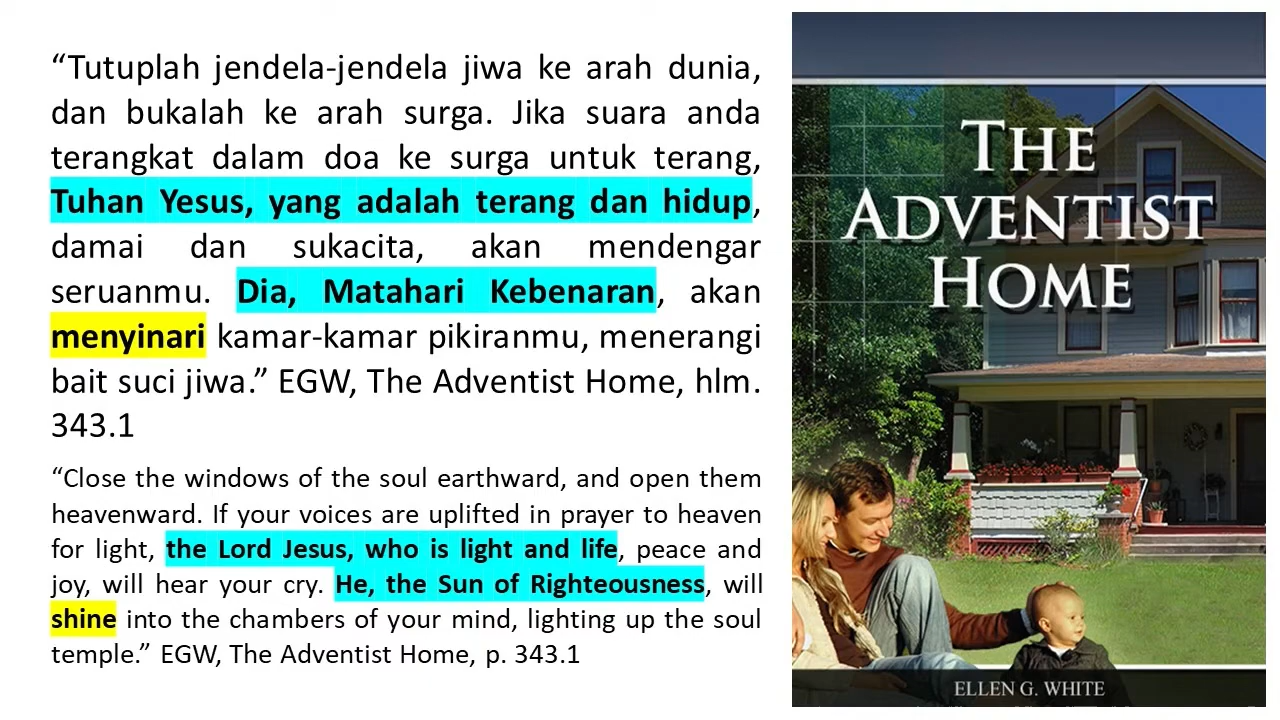 “Tutuplah jendela-jendela jiwa ke arah dunia,
dan bukalah ke arah surga. Jika suara anda
terangkat dalam doa ke surga untuk terang,
Tuhan Yesus, yang adalah terang dan hidup,
damai dan sukacita, akan mendengar
seruanmu. Dia, Matahari Kebenaran, akan
menyinari kamar-kamar pikiranmu, menerangi
bait suci jiwa.” EGW, The Adventist Home, hlm.
343.1
“Close the windows of the soul earthward, and open them
heavenward. If your voices are uplifted in prayer to heaven
for light, the Lord Jesus, who is light and life, peace and
joy, will hear your cry. He, the Sun of Righteousness, will
shine into the chambers of your mind, lighting up the soul
temple.” EGW, The Adventist Home, p. 343.1
THE
ADVENTIST
HOME
ELLEN G. WHITE